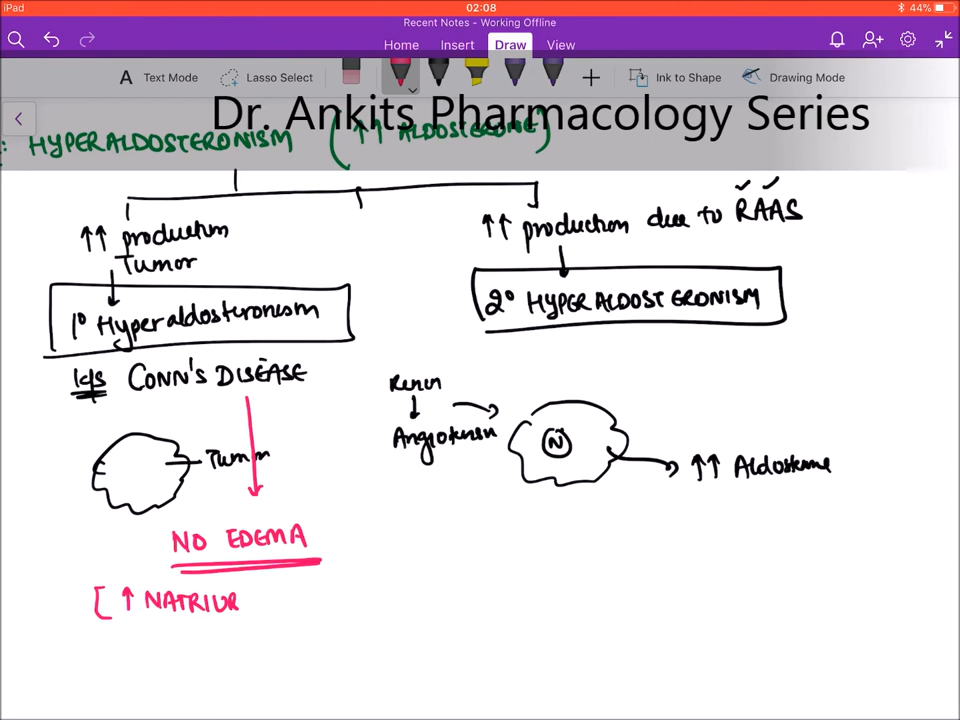 iPad
02:08
44%
Recent Notes - Working Offline
Home Insert Draw View
Text Mode
Lasso Select
Ink to Shape
Drawing Mode
Dr. Ankits Pharmacology Series
: HYPERALDOSTERONISM (↑↑ ALDOSTERONE)
↑↑ production
Tumor
↑↑ production due to RAAS
1° Hyperaldosteronism
2° HYPERALDOSTERONISM
K/S CONN'S DISEASE
Renin
↓
Angiotensin
N
↑↑ Aldosterone
Tumor
NO EDEMA
[ ↑ NATRIUR